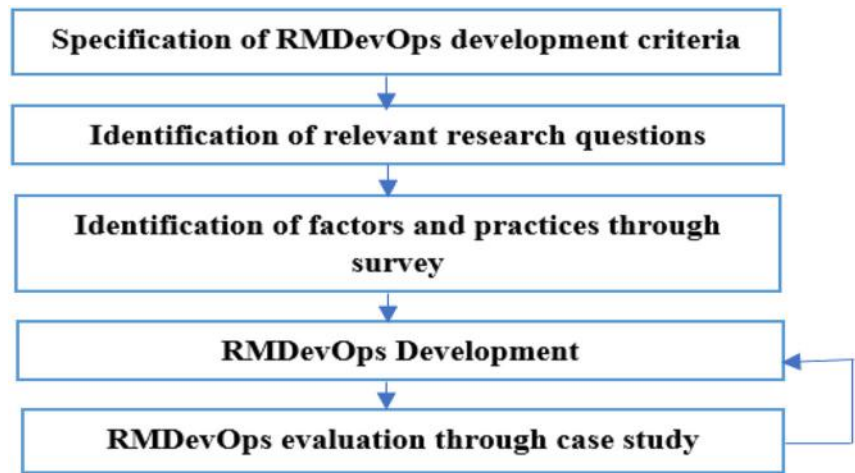 Specification of RMDevOps development criteria
Identification of relevant research questions
Identification of factors and practices through
survey
RMDevOps Development
RMDevOps evaluation through case study